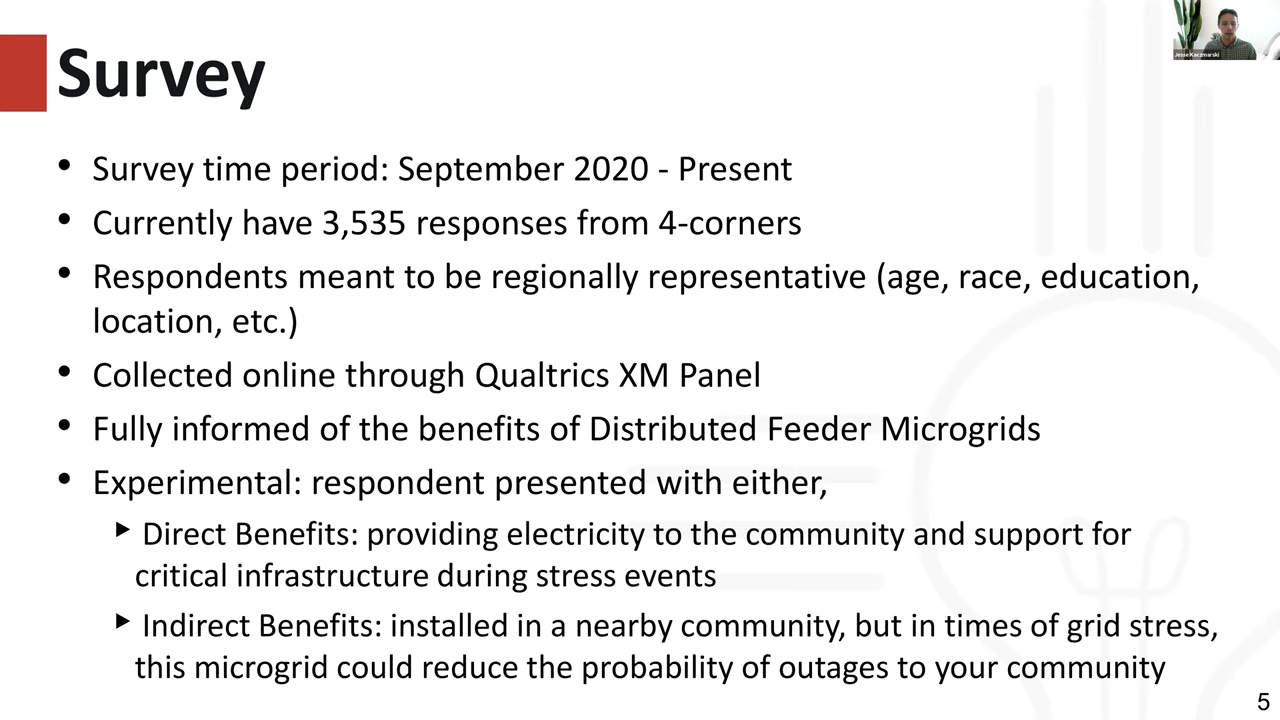 Jesse Kaczmarski
Survey
• Survey time period: September 2020 - Present
• Currently have 3,535 responses from 4-corners
• Respondents meant to be regionally representative (age, race, education,
location, etc.)
• Collected online through Qualtrics XM Panel
• Fully informed of the benefits of Distributed Feeder Microgrids
• Experimental: respondent presented with either,
▶ Direct Benefits: providing electricity to the community and support for
critical infrastructure during stress events
▶ Indirect Benefits: installed in a nearby community, but in times of grid stress,
this microgrid could reduce the probability of outages to your community
5